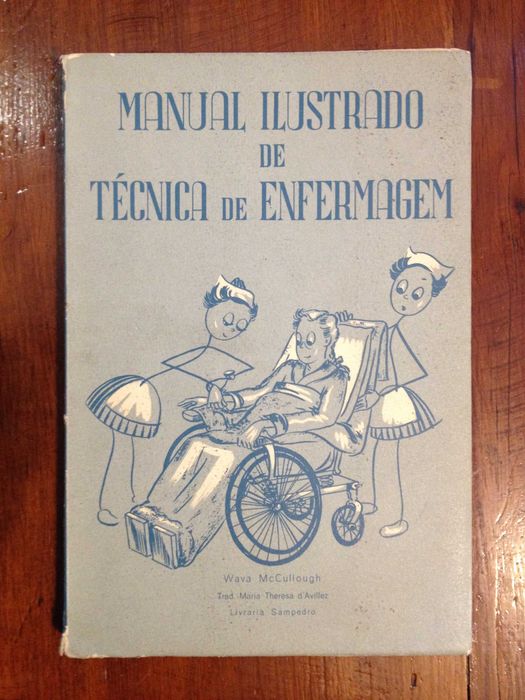 MANUAL ILUSTRADO
DE
TÉCNICA DE ENFERMAGEM
Wava McCullough
Trad. Maria Theresa d'Avillez
Livraria Sampedro